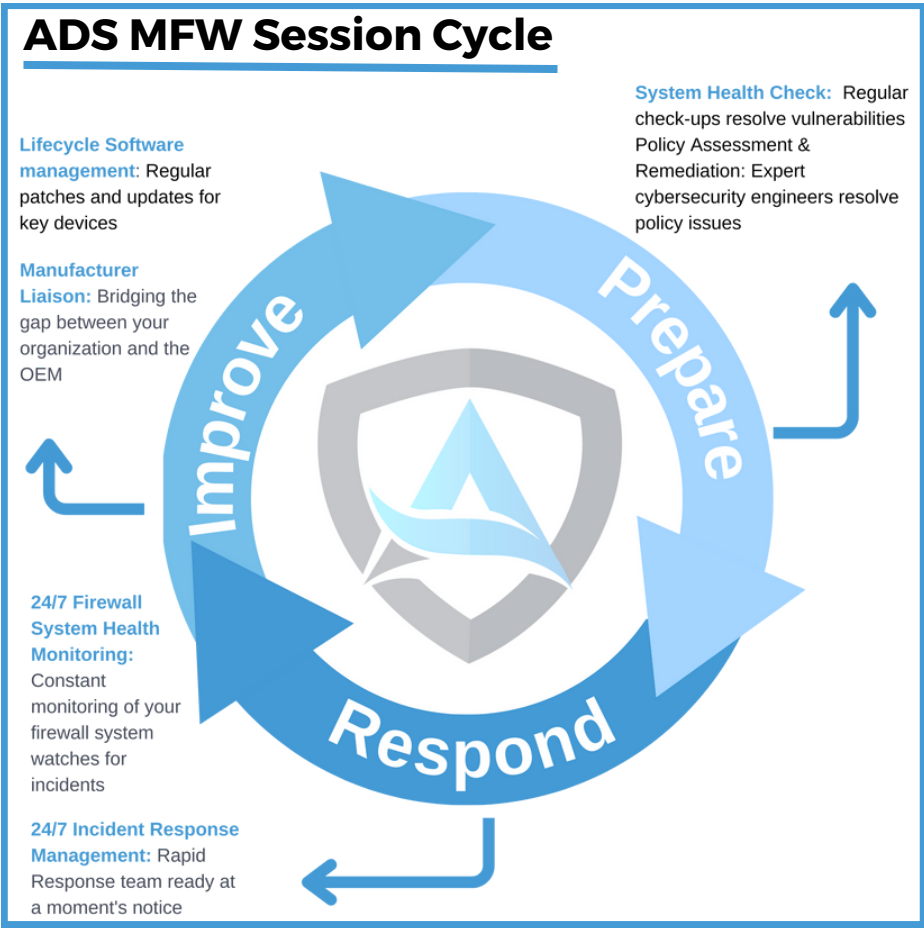 ADS MFW Session Cycle
System Health Check: Regular
check-ups resolve vulnerabilities
Policy Assessment &
Remediation: Expert
cybersecurity engineers resolve
policy issues
Lifecycle Software
management: Regular
patches and updates for
key devices
Manufacturer
Liaison: Bridging the
gap between your
organization and the
OEM
Improve
Prepare
Respond
24/7 Firewall
System Health
Monitoring:
Constant
monitoring of your
firewall system
watches for
incidents
24/7 Incident Response
Management: Rapid
Response team ready at
a moment's notice